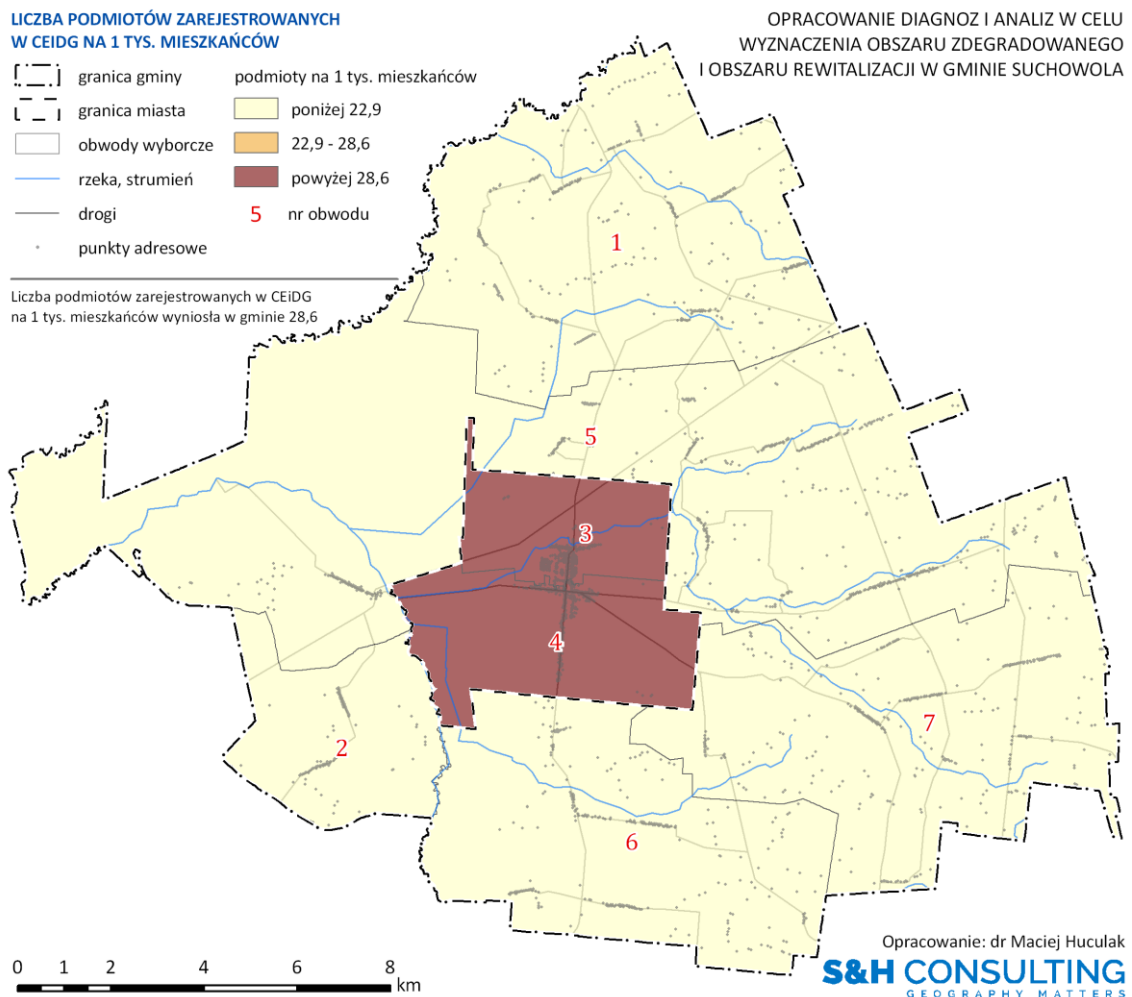 LICZBA PODMIOTÓW ZAREJESTROWANYCH
W CEIDG NA 1 TYS. MIESZKAŃCÓW
granica gminy
granica miasta
obwody wyborcze
rzeka, strumień
drogi
punkty adresowe
podmioty na 1 tys. mieszkańców
poniżej 22,9
22,9 - 28,6
powyżej 28,6
5 nr obwodu
Liczba podmiotów zarejestrowanych w CEiDG
na 1 tys. mieszkańców wyniosła w gminie 28,6
OPRACOWANIE DIAGNOZ I ANALIZ W CELU
WYZNACZENIA OBSZARU ZDEGRADOWANEGO
I OBSZARU REWITALIZACJI W GMINIE SUCHOWOLA
1
5
3
4
2
7
6
0 1 2 4 6 8
km
Opracowanie: dr Maciej Huculak
S&H CONSULTING
GEOGRAPHY MATTERS